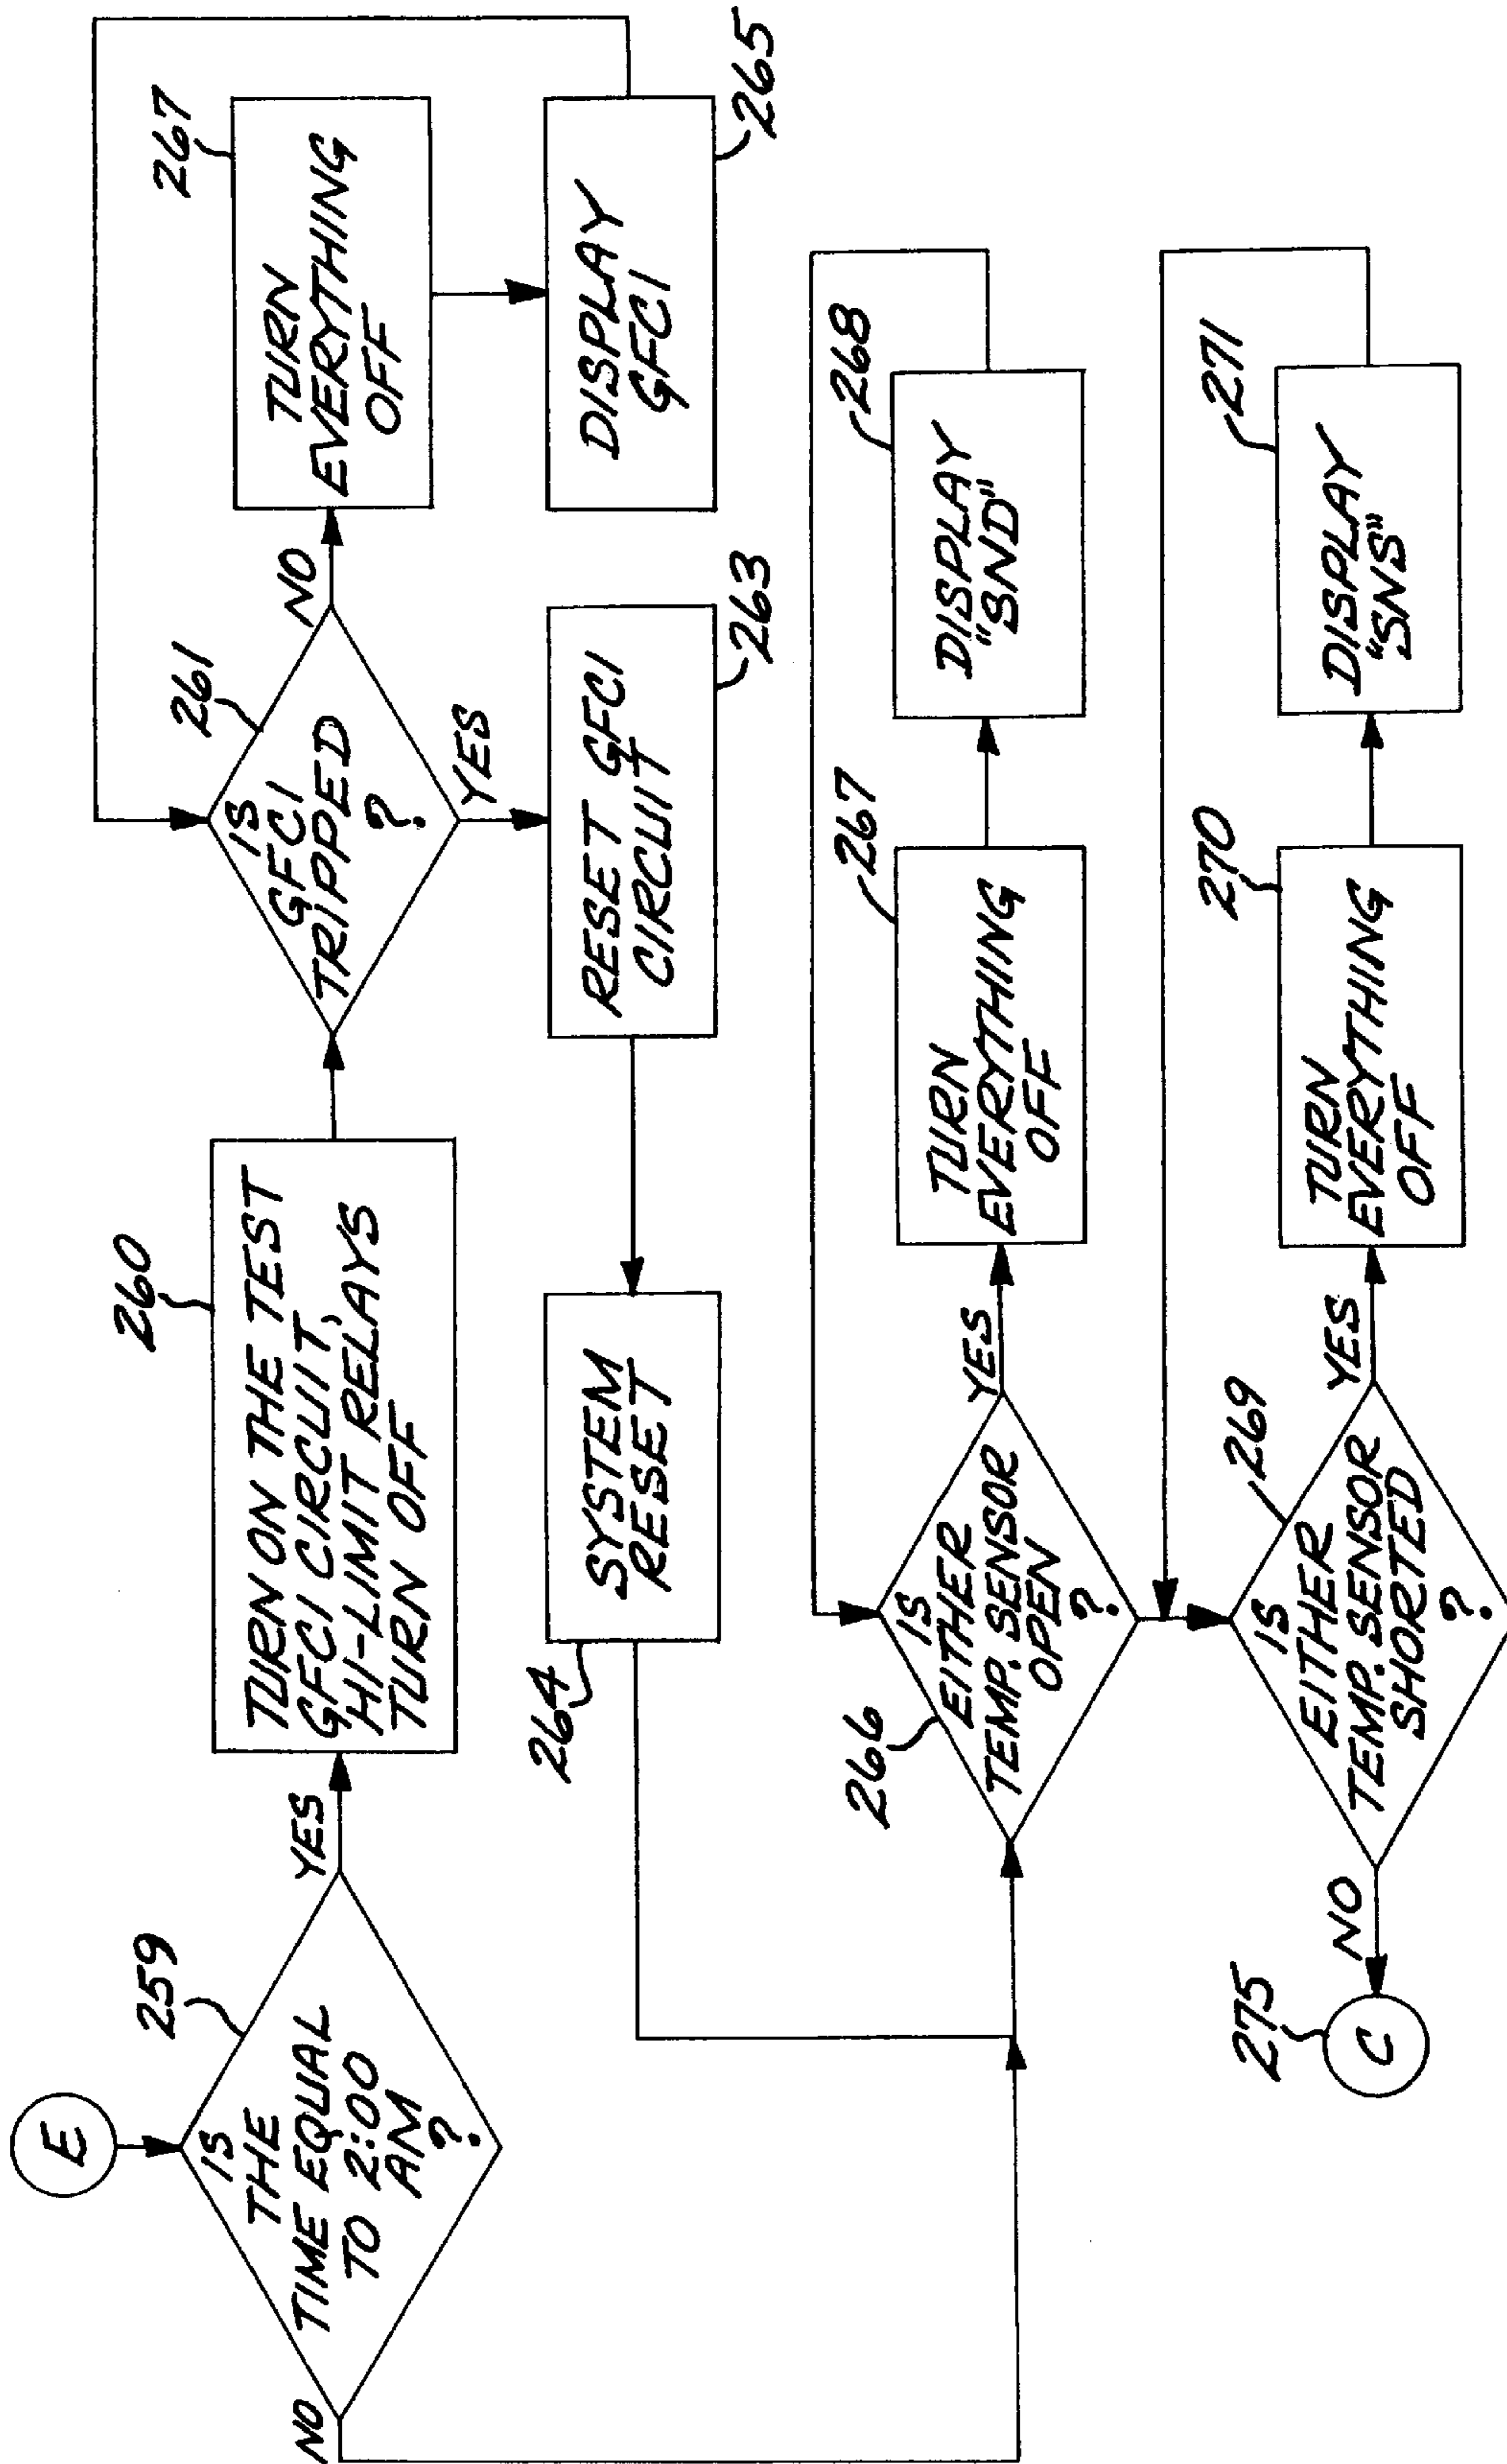 E
IS
THE
TIME EQUAL
TO 2:00
AM
?
259
NO
YES
260
TURN ON THE TEST
GFCI CIRCUIT,
HI-LIMIT RELAYS
TURN OFF
IS
GFCI
TRIPPED
?
261
NO
YES
267
TURN
EVERYTHING
OFF
DISPLAY
GFCI
265
RESET GFCI
CIRCUIT
263
SYSTEM
RESET
264
IS
EITHER
TEMP. SENSOR
OPEN
?
266
YES
267
TURN
EVERYTHING
OFF
268
DISPLAY
"SND"
IS
EITHER
TEMP. SENSOR
SHORTED
?
269
YES
270
TURN
EVERYTHING
OFF
271
DISPLAY
"SNS"
NO
275
C